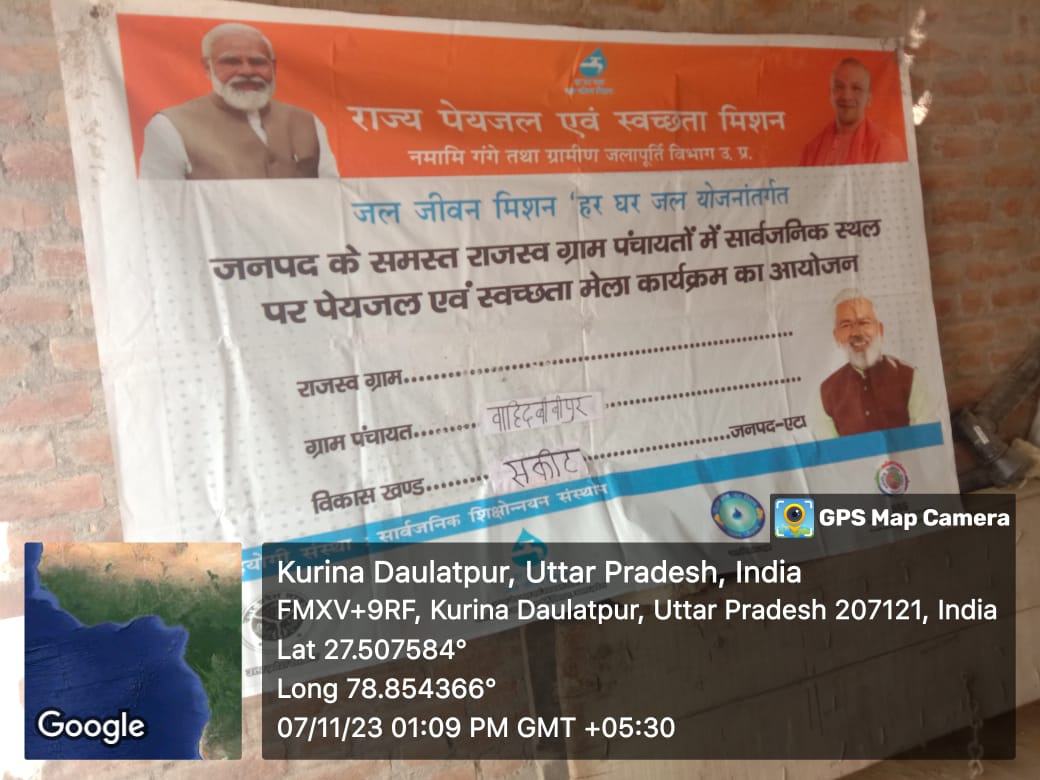 राज्य पेयजल एवं स्वच्छता मिशन
नमामि गंगे तथा ग्रामीण जलापूर्ति विभाग उ. प्र.
जल जीवन मिशन 'हर घर जल योजनांतर्गत
जनपद के समस्त राजस्व ग्राम पंचायतों में सार्वजनिक स्थल
पर पेयजल एवं स्वच्छता मेला कार्यक्रम का आयोजन
राजस्व ग्राम
ग्राम पंचायत वाहिदबीबीपुर
विकास खण्ड सकीट जनपद-एटा
संस्था : सार्वजनिक शिक्षोन्नयन संस्थान
GPS Map Camera
Kurina Daulatpur, Uttar Pradesh, India
FMXV+9RF, Kurina Daulatpur, Uttar Pradesh 207121, India
Lat 27.507584°
Long 78.854366°
07/11/23 01:09 PM GMT +05:30
Google